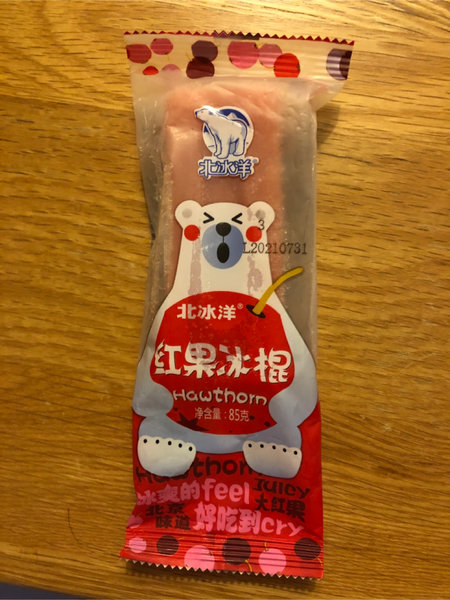 北冰洋®
3
L20210731
北冰洋®
红果冰棍
Hawthorn
净含量:85克
Hawthorn
Juicy
冰爽的feel
大红果
北京
味道
好吃到cry